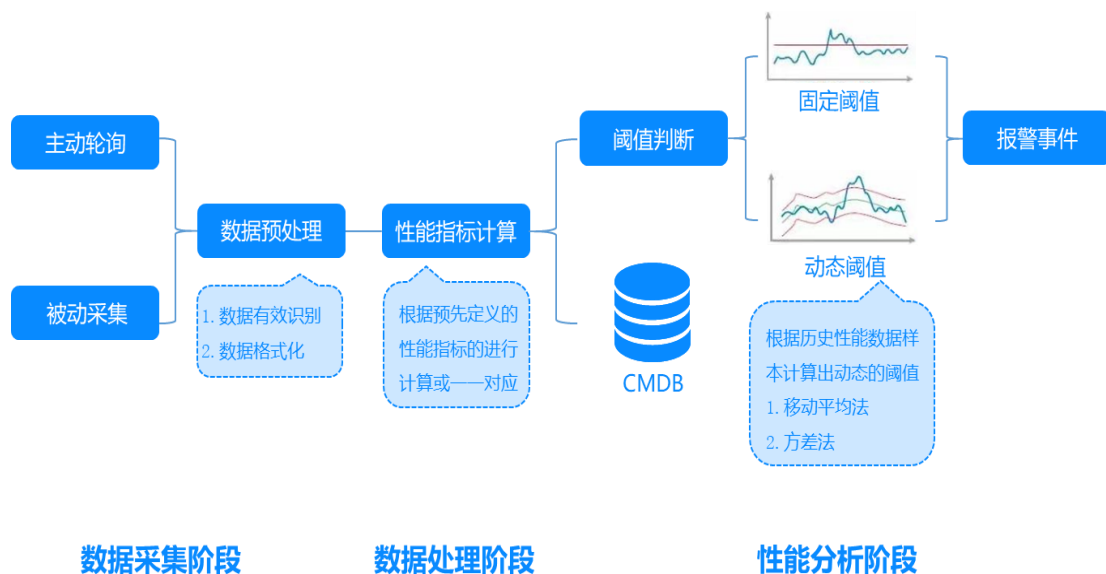 主动轮询
被动采集
数据预处理
1. 数据有效识别
2. 数据格式化
性能指标计算
根据预先定义的
性能指标的进行
计算或一一对应
阈值判断
CMDB
固定阈值
动态阈值
根据历史性能数据样
本计算出动态的阈值
1. 移动平均法
2. 方差法
报警事件
数据采集阶段
数据处理阶段
性能分析阶段